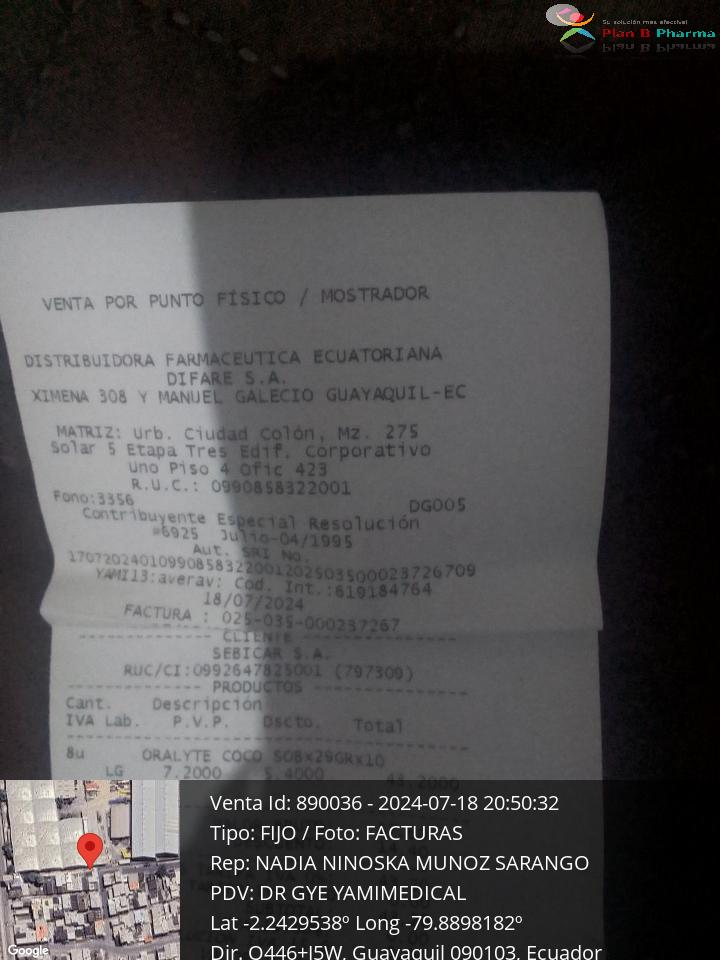 Su solución más efectiva!
Plan B Pharma
VENTA POR PUNTO FÍSICO / MOSTRADOR
DISTRIBUIDORA FARMACEUTICA ECUATORIANA
DIFARE S.A.
XIMENA 308 Y MANUEL GALECIO GUAYAQUIL-EC
MATRIZ: Urb. Ciudad Colón, Mz. 275
Solar 5 Etapa Tres Edif. Corporativo
Uno Piso 4 Ofic 423
R.U.C.: 0990858322001
Fono:3356 DG005
Contribuyente Especial Resolución
#6925 Julio-04/1995
Aut. SRI No.
YAMI13:averav: Cod. Int.:619184764
18/07/2024
FACTURA : 025-035-000237267
CLIENTE
SEBICAR S.A.
RUC/CI:0992647825001 (797309)
PRODUCTOS
Cant. Descripción
IVA Lab. P.V.P. Dscto. Total
8u ORALYTE COCO SOBx29GRx10
LG 7.2000 5.4000 43.2000
Venta Id: 890036 - 2024-07-18 20:50:32
Tipo: FIJO / Foto: FACTURAS
Rep: NADIA NINOSKA MUNOZ SARANGO
PDV: DR GYE YAMIMEDICAL
Lat -2.2429538º Long -79.8898182º
Dir. Q446+J5W, Guayaquil 090103, Ecuador
Google